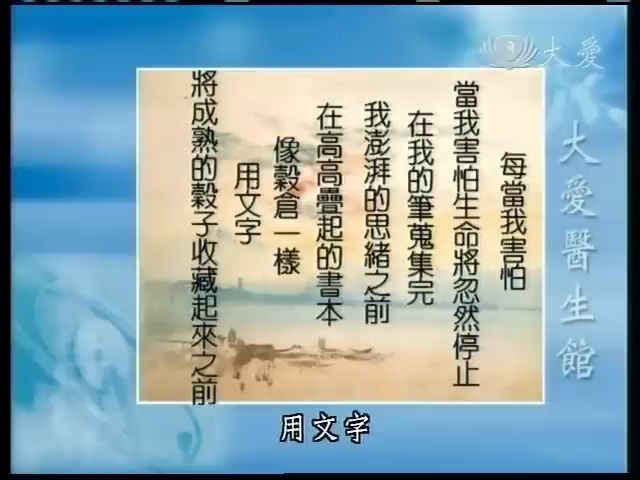 大愛
大愛醫生館
每當我害怕
當我害怕生命將忽然停止
在我的筆蒐集完
我澎湃的思緒之前
在高高疊起的書本
像穀倉一樣
用文字
將成熟的穀子收藏起來之前
用文字